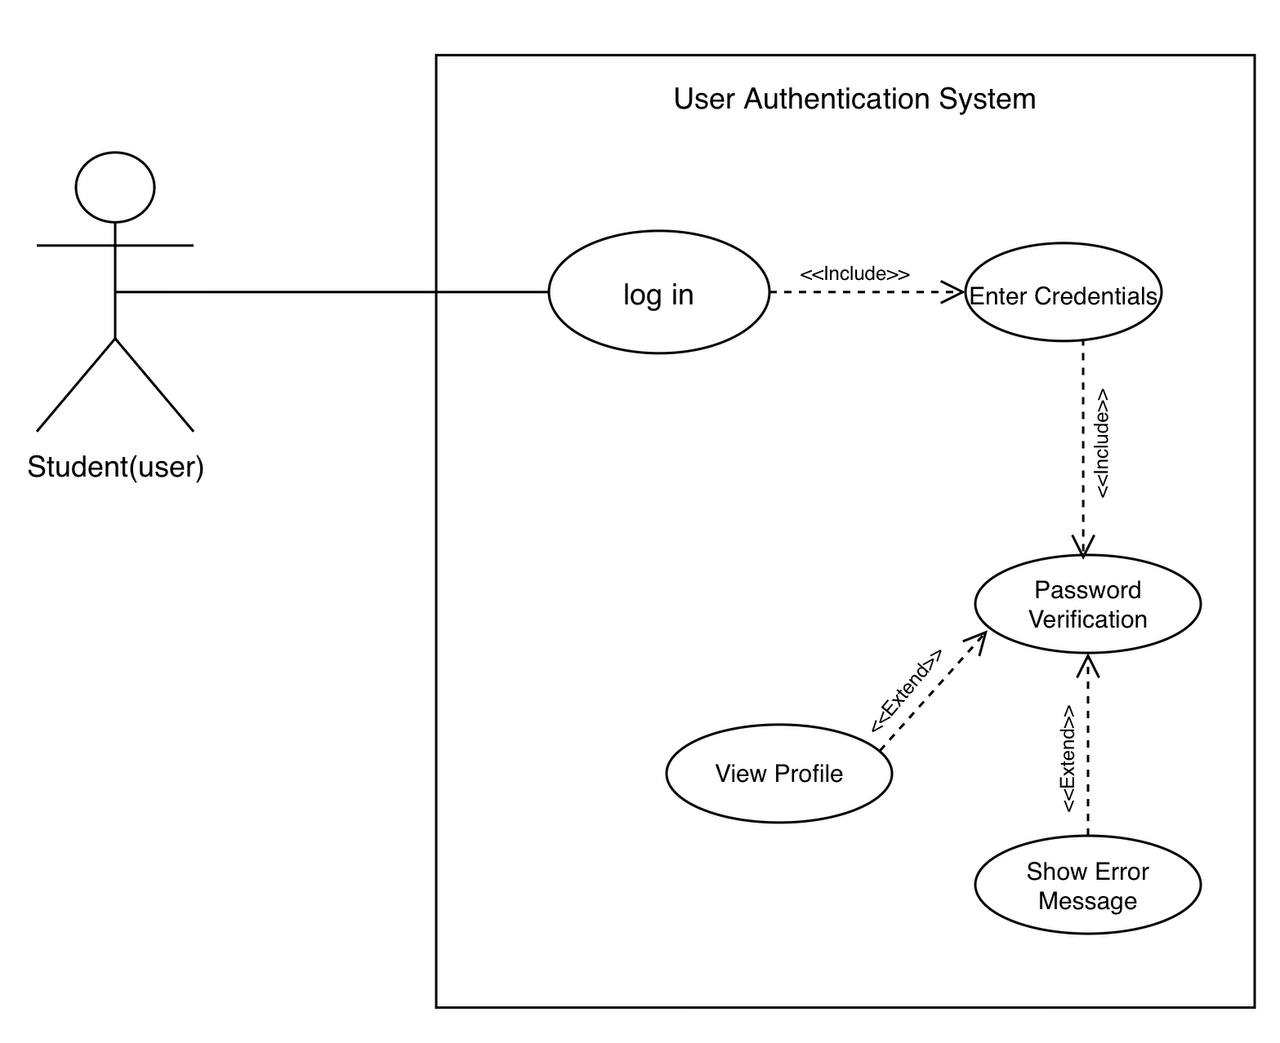 User Authentication System
log in
<<Include>>
Enter Credentials
Student(user)
<<Include>>
Password
Verification
<<Extend>>
View Profile
<<Extend>>
Show Error
Message